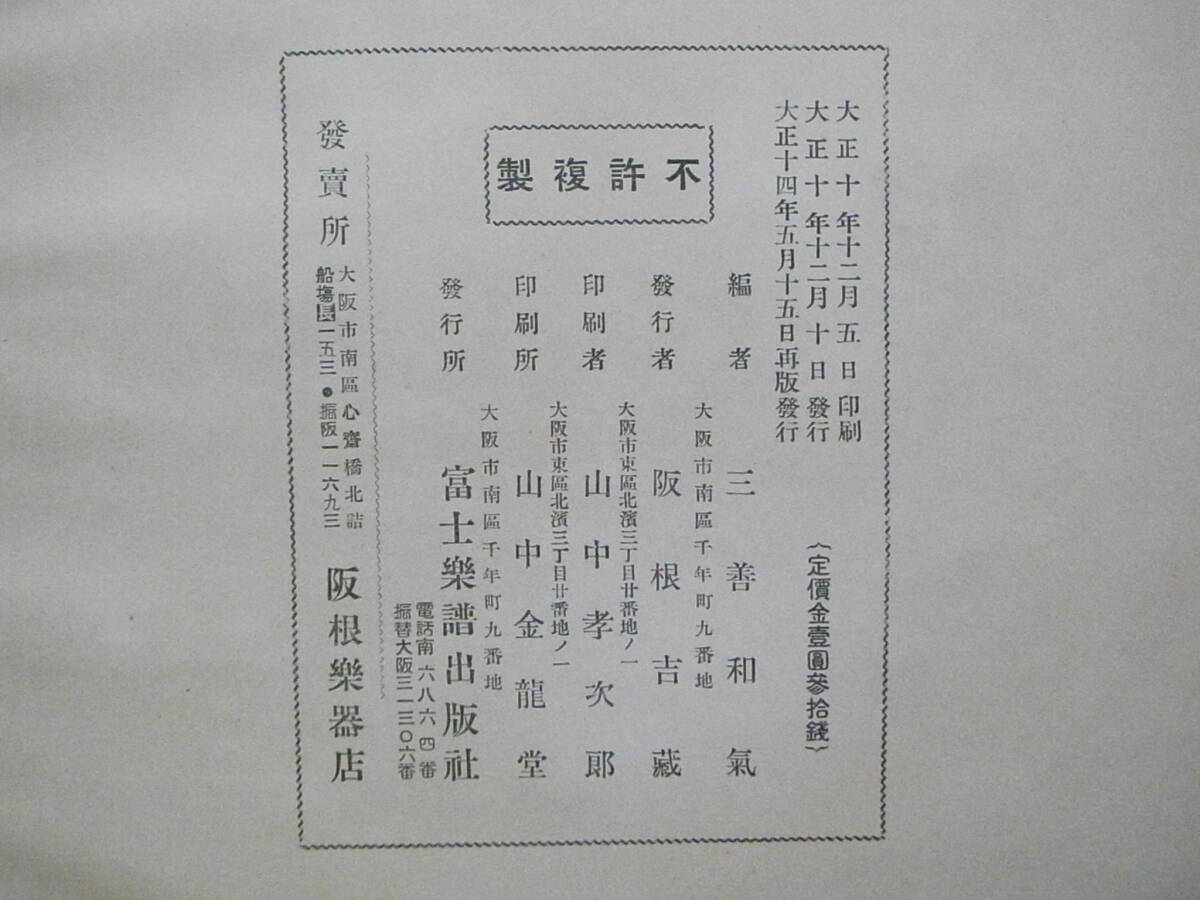 大正十年十二月五日印刷
大正十年十二月十日發行
大正十四年五月十五日再版發行
(定價金壹圓參拾錢)
不許複製
編者 三善和氣
大阪市南區千年町九番地
發行者 阪根吉藏
大阪市東區北濱三丁目廿番地ノ一
印刷者 山中孝次郎
大阪市東區北濱三丁目廿番地ノ一
印刷所 山中金龍堂
大阪市南區千年町九番地
發行所 富士樂譜出版社
電話南六八六四番
振替大阪三一三〇六番
發賣所
大阪市南區心齋橋北詰
船塲長一五三・振阪一一六九三
阪根樂器店